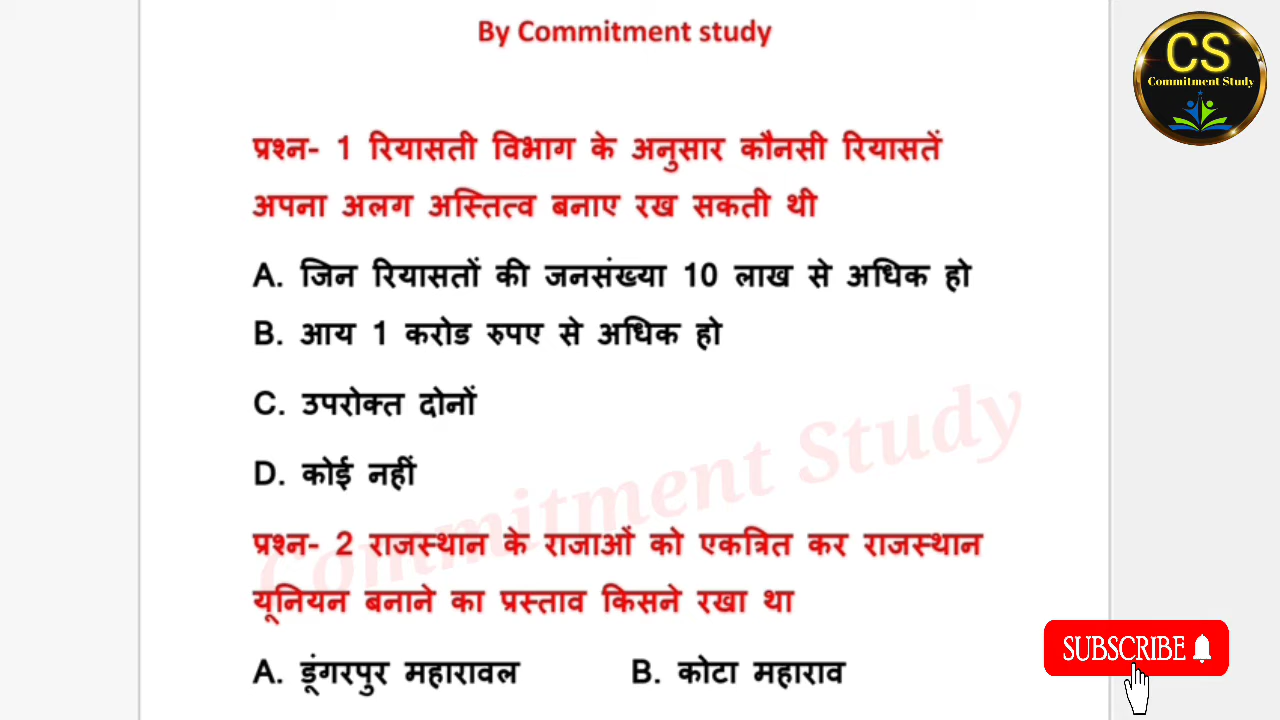 By Commitment study
CS
Commitment Study
प्रश्न- 1 रियासती विभाग के अनुसार कौनसी रियासतें
अपना अलग अस्तित्व बनाए रख सकती थी
A. जिन रियासतों की जनसंख्या 10 लाख से अधिक हो
B. आय 1 करोड रुपए से अधिक हो
C. उपरोक्त दोनों
D. कोई नहीं
Commitment Study
प्रश्न- 2 राजस्थान के राजाओं को एकत्रित कर राजस्थान
यूनियन बनाने का प्रस्ताव किसने रखा था
SUBSCRIBE
A. डूंगरपुर महारावल B. कोटा महाराव